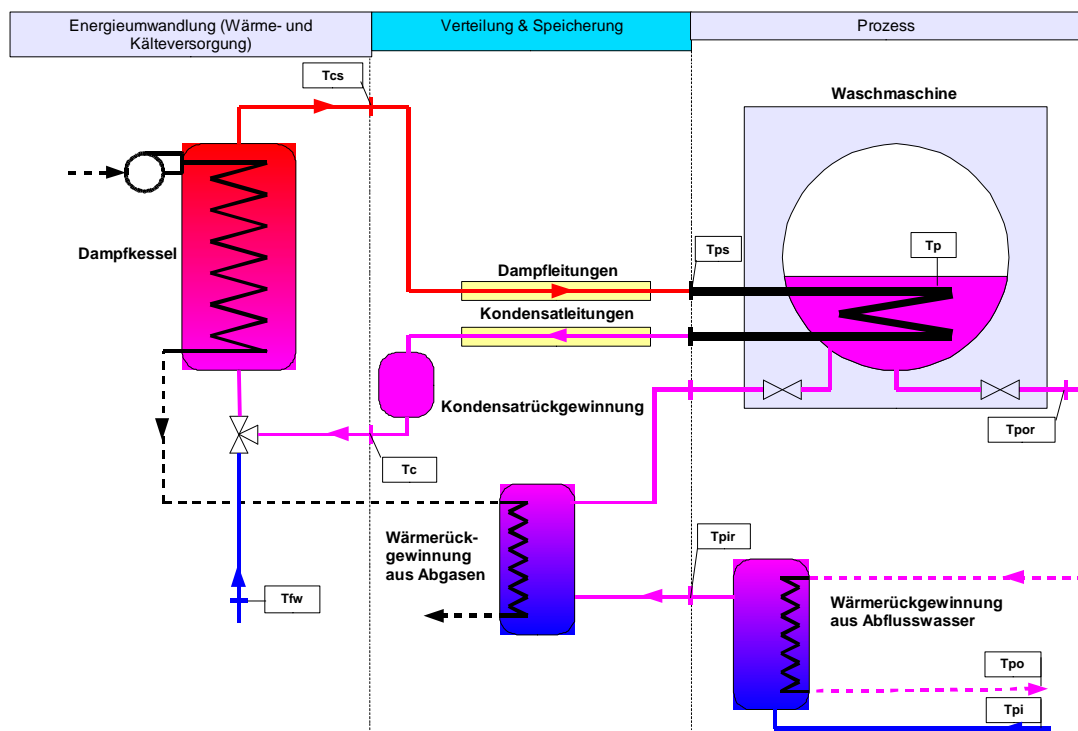 Energieumwandlung (Wärme- und
Kälteversorgung)
Verteilung & Speicherung
Prozess
Tcs
Waschmaschine
Dampfkessel
Dampfleitungen
Tps
Tp
Kondensatleitungen
Kondensatrückgewinnung
Tpor
Tc
Wärmerück-
gewinnung
aus Abgasen
Tpir
Tfw
Wärmerückgewinnung
aus Abflusswasser
Tpo
Tpi